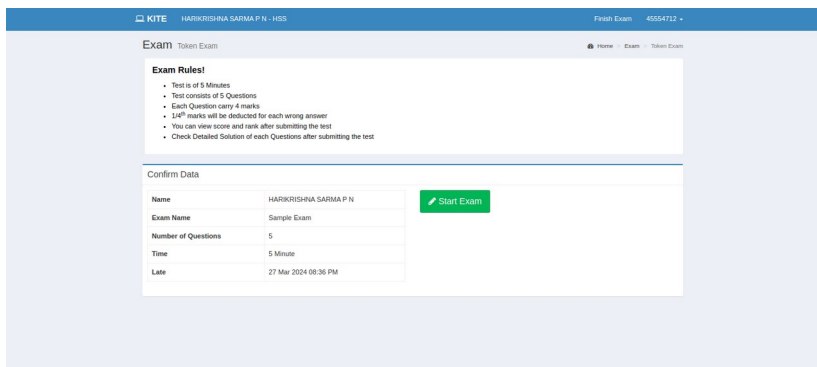 KITE HARIKRISHNA SARMA P N - HSS Finish Exam 45554712
Exam Token Exam Home > Exam > Token Exam
Exam Rules!
• Test is of 5 Minutes
• Test consists of 5 Questions
• Each Question carry 4 marks
• 1/4th marks will be deducted for each wrong answer
• You can view score and rank after submitting the test
• Check Detailed Solution of each Questions after submitting the test
Confirm Data
Name HARIKRISHNA SARMA P N Start Exam
Exam Name Sample Exam
Number of Questions 5
Time 5 Minute
Late 27 Mar 2024 08:36 PM